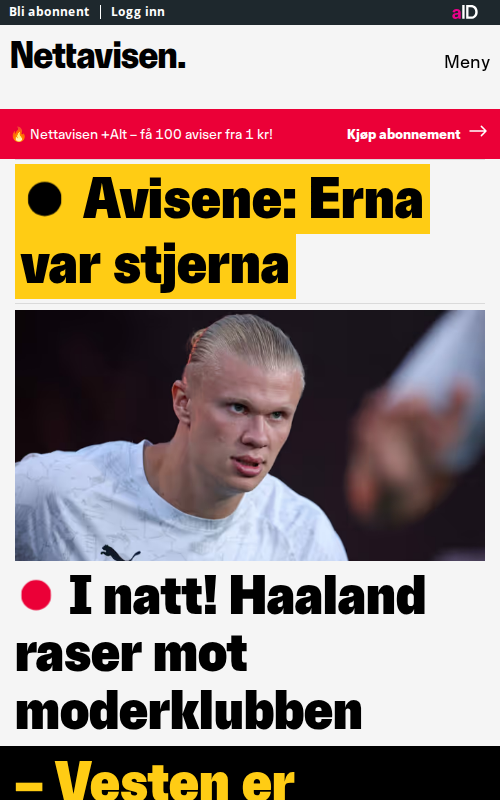 Bli abonnent | Logg inn
aID
Nettavisen.
Meny
🔥 Nettavisen +Alt – få 100 aviser fra 1 kr!
Kjøp abonnement →
Avisene: Erna
var stjerna
I natt! Haaland
raser mot
moderklubben
– Vesten er